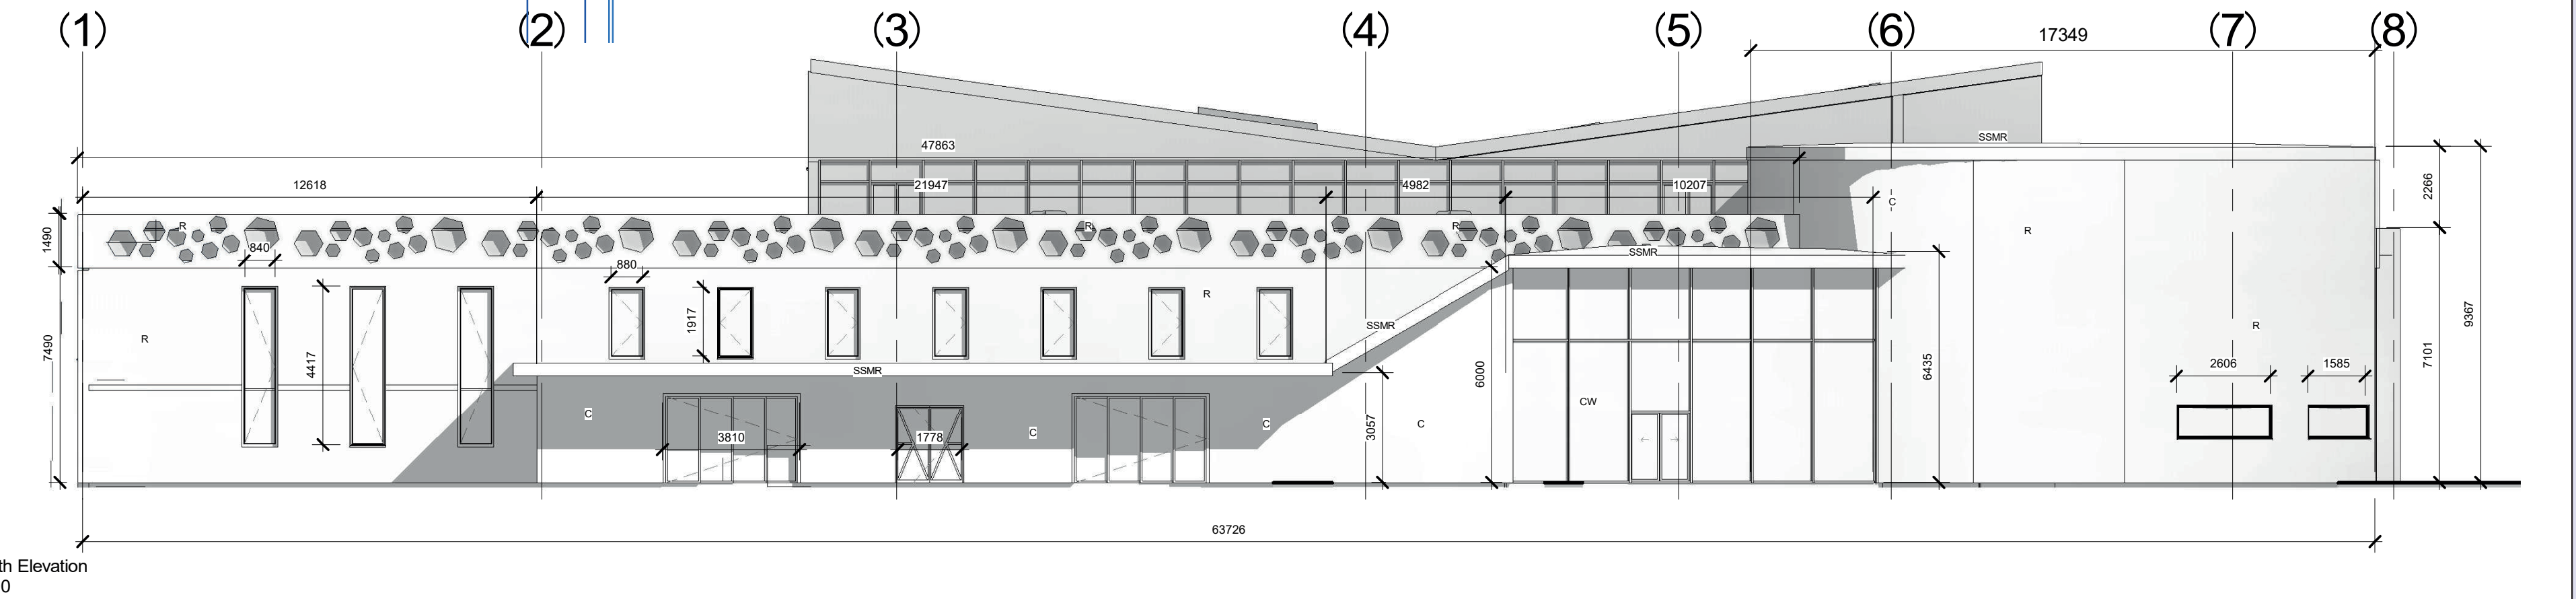 (1) (2) (3) (4) (5) (6) (7) (8)
17349
SSMR
47863
12618 21947 4982 10207
2266
C
R R R R
1490
840
SSMR
880
9367
R
1917
SSMR
R
R
7490
4417
6000
6435
7101
2606 1585
SSMR
CW
C
3057
C
C
C
3810
1778
63726
th Elevation
0